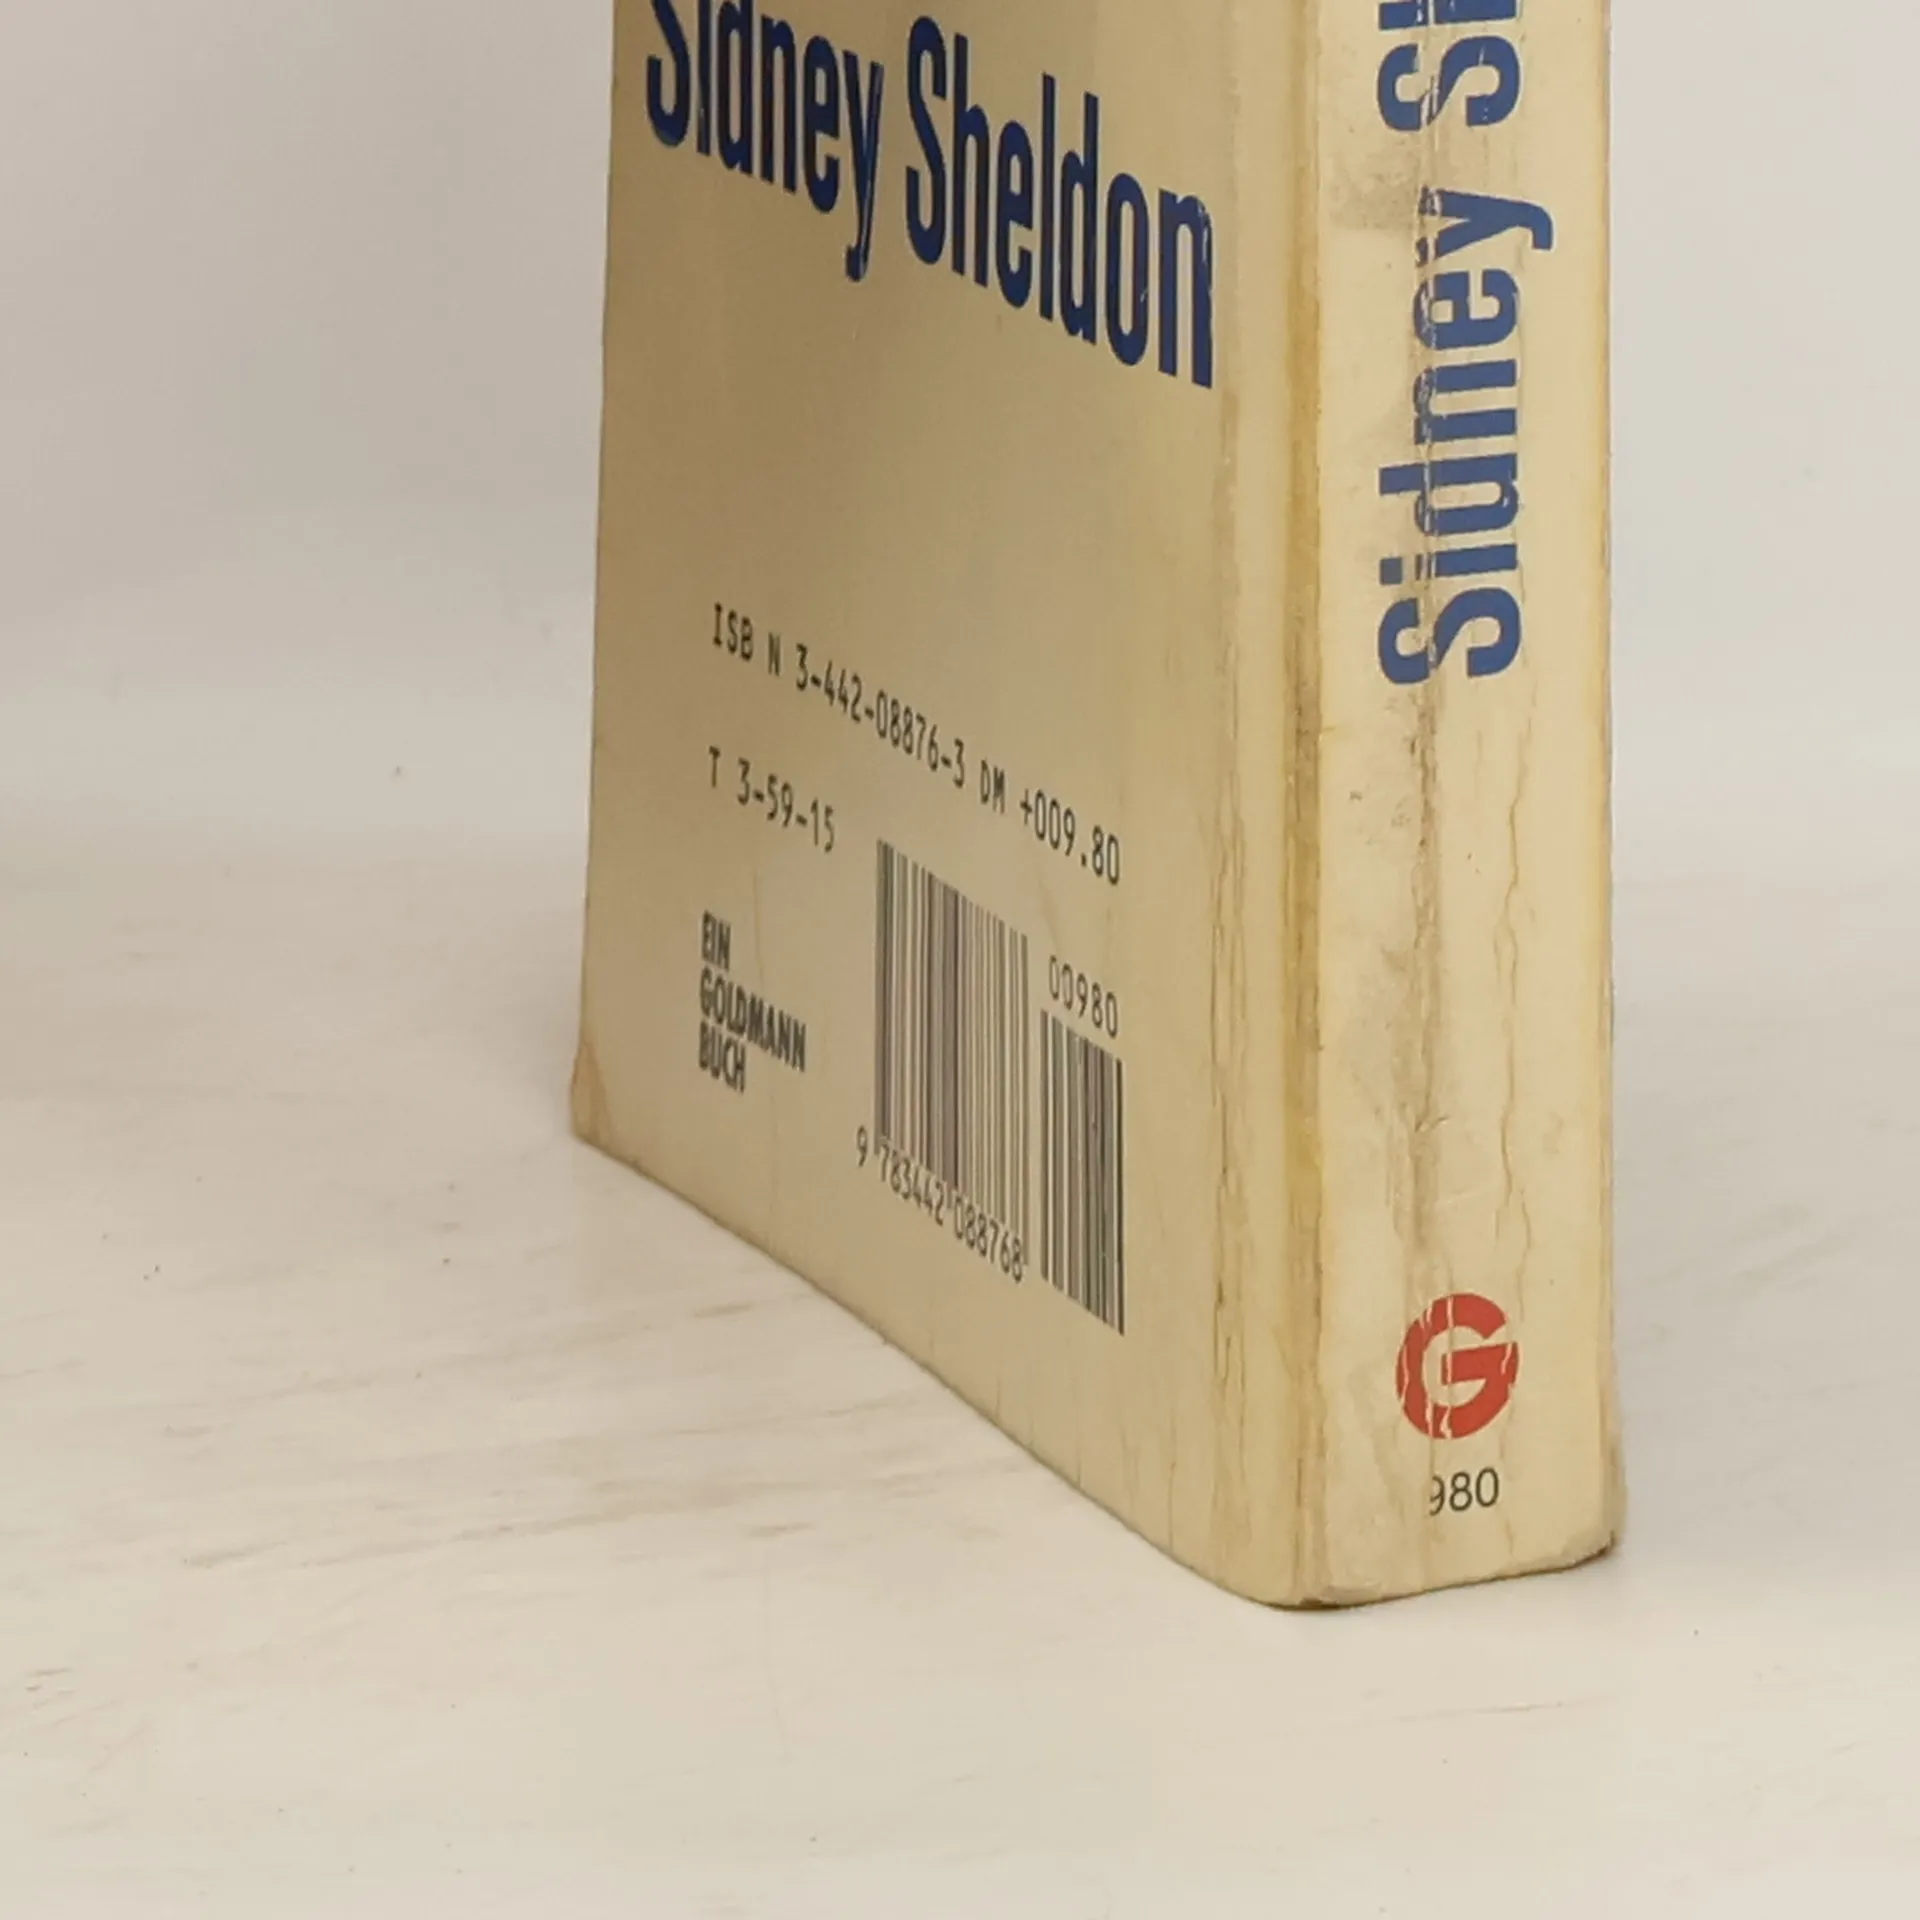 Sidney Sheldon
ISBN 3-442-08876-3 DM +009.80
T 3-59-15
EIN
GOLDMANN
BUCH
00980
9 783442 088768
Sidney
G
980